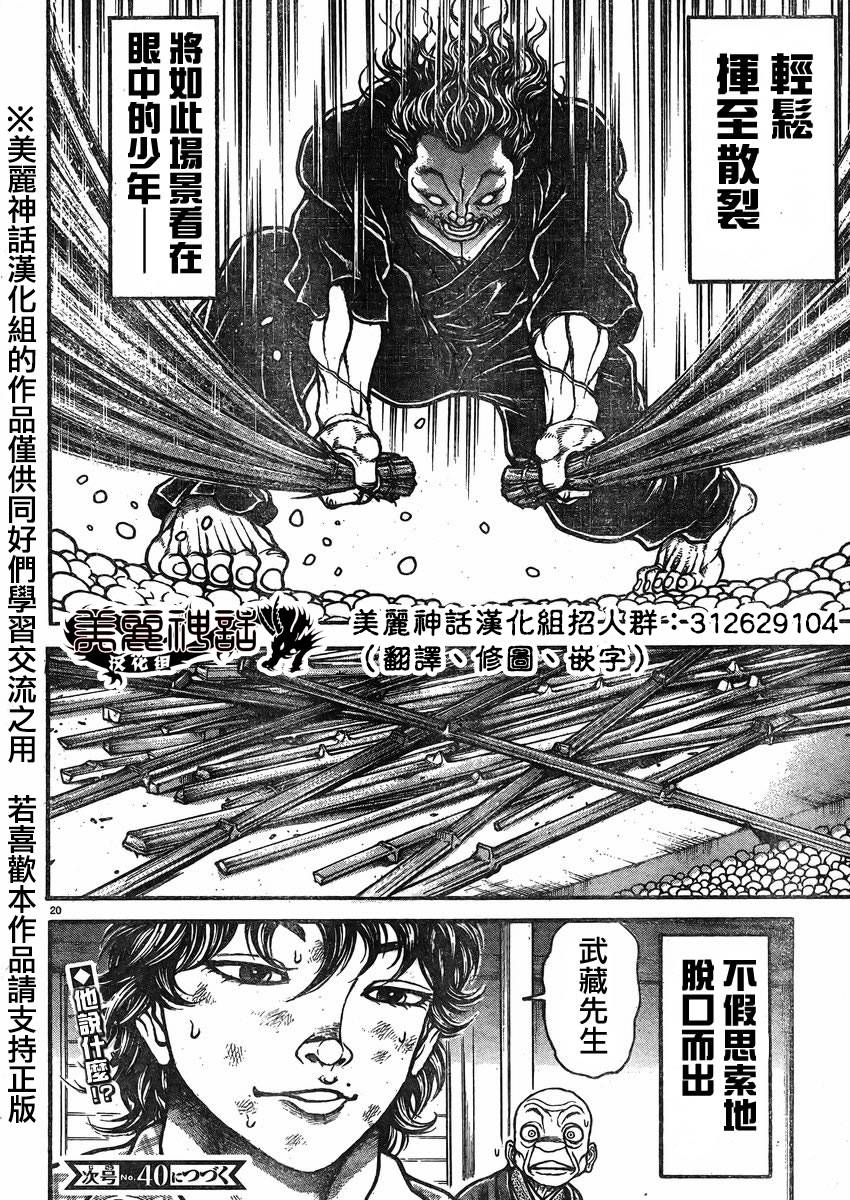 輕鬆
揮至散裂
將如此場景看在
眼中的少年——
※美麗神話漢化組的作品僅供同好們學習交流之用　若喜歡本作品請支持正版
美麗神話
汉化组
美麗神話漢化組招人群：312629104
（翻譯、修圖、嵌字）
20
不假思索地
脫口而出
武藏先生
◆他說什麼!?
次号No.40につづく